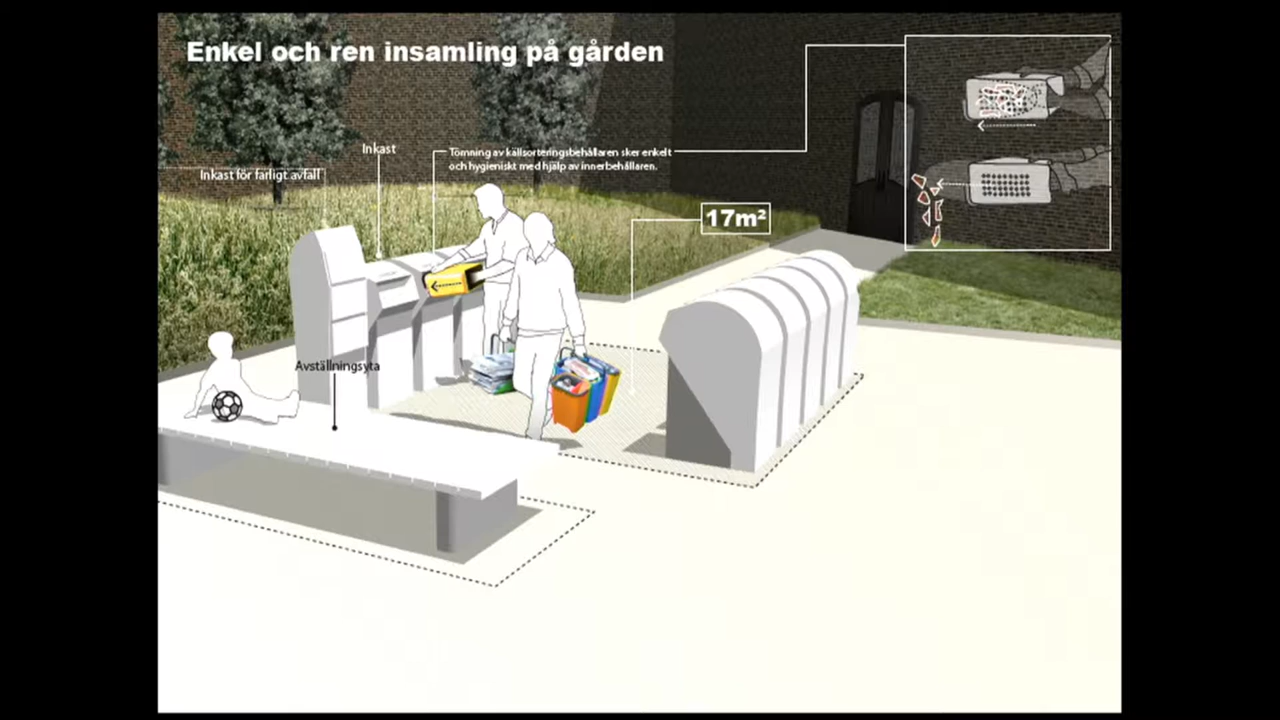 Enkel och ren insamling på gården
Inkast
Inkast för farligt avfall
Tömning av källsorteringsbehållaren sker enkelt
och hygieniskt med hjälp av innerbehållaren.
17m²
Avställningsyta